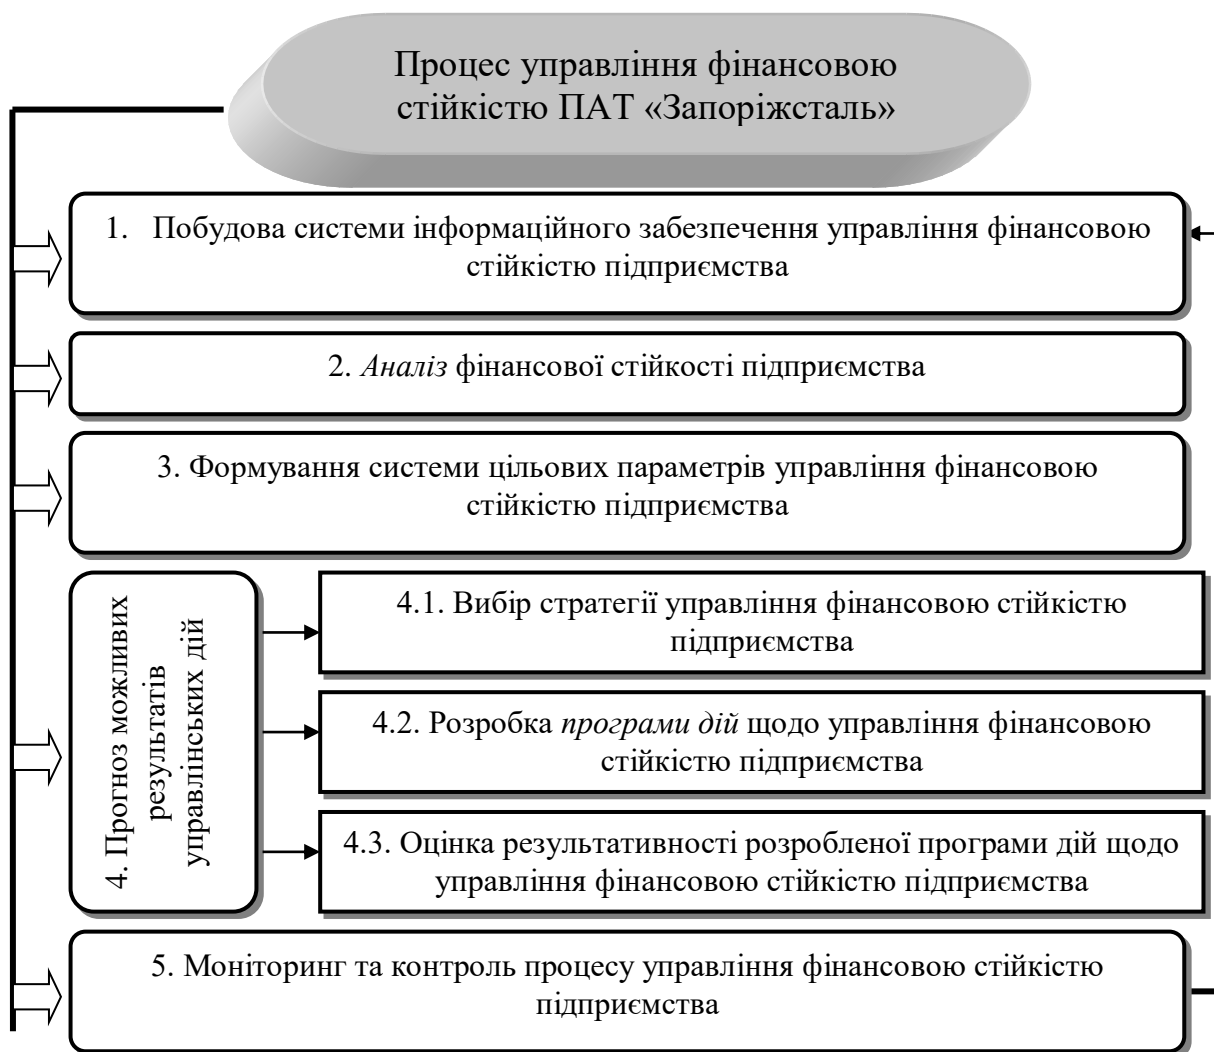 Процес управління фінансовою
стійкістю ПАТ «Запоріжсталь»
1. Побудова системи інформаційного забезпечення управління фінансовою
стійкістю підприємства
2. Аналіз фінансової стійкості підприємства
3. Формування системи цільових параметрів управління фінансовою
стійкістю підприємства
4. Прогноз можливих
результатів
управлінських дій
4.1. Вибір стратегії управління фінансовою стійкістю
підприємства
4.2. Розробка програми дій щодо управління фінансовою
стійкістю підприємства
4.3. Оцінка результативності розробленої програми дій щодо
управління фінансовою стійкістю підприємства
5. Моніторинг та контроль процесу управління фінансовою стійкістю
підприємства